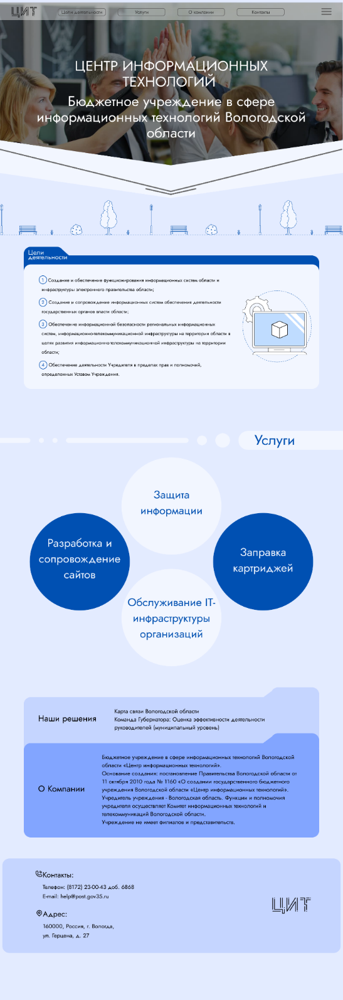 ЦИТ
Цели деятельности
Услуги
О компании
Контакты
ЦЕНТР ИНФОРМАЦИОННЫХ
ТЕХНОЛОГИЙ
Бюджетное учреждение в сфере
информационных технологий Вологодской
области
Цели
деятельности
1 Создание и обеспечение функционирования информационных систем области и
инфраструктуры электронного правительства области;
2 Создание и сопровождение информационных систем обеспечения деятельности
государственных органов власти области;
3 Обеспечение информационной безопасности региональных информационных
систем, информационно-телекоммуникационной инфраструктуры на территории области в
целях развития информационно-телекоммуникационной инфраструктуры на территории
области;
4 Обеспечение деятельности Учредителя в пределах прав и полномочий,
определенных Уставом Учреждения.
Услуги
Защита
информации
Разработка и
сопровождение
сайтов
Заправка
картриджей
Обслуживание IT-
инфраструктуры
организаций
Наши решения
Карта связи Вологодской области
Команда Губернатора: Оценка эффективности деятельности
руководителей (муниципальный уровень)
О Компании
Бюджетное учреждение в сфере информационных технологий Вологодской
области «Центр информационных технологий».
Основание создания: постановление Правительства Вологодской области от
11 октября 2010 года № 1160 «О создании государственного бюджетного
учреждения Вологодской области «Центр информационных технологий».
Учредитель учреждения - Вологодская область. Функции и полномочия
учредителя осуществляет Комитет информационных технологий и
телекоммуникаций Вологодской области.
Учреждение не имеет филиалов и представительств.
Контакты:
Телефон: (8172) 23-00-43 доб. 6868
E-mail: help@post.gov35.ru
Адрес:
160000, Россия, г. Вологда,
ул. Герцена, д. 27
ЦИТ